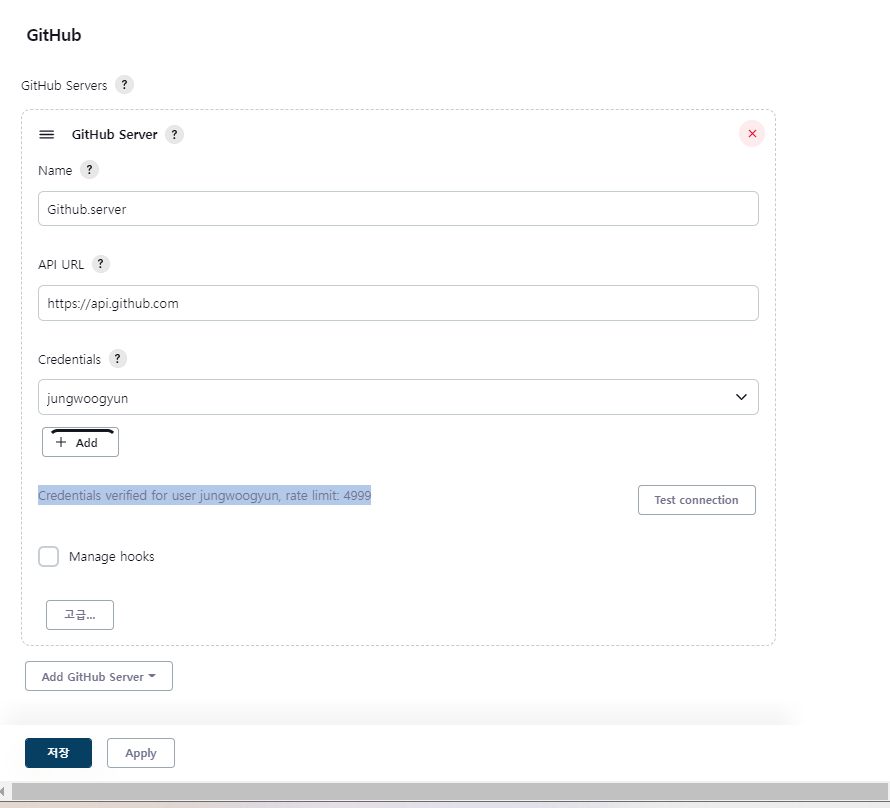 GitHub
GitHub Servers ?
GitHub Server ?
Name ?
Github.server
API URL ?
https://api.github.com
Credentials ?
jungwoogyun
+ Add
Credentials verified for user jungwoogyun, rate limit: 4999
Test connection
Manage hooks
고급...
Add GitHub Server
저장 Apply